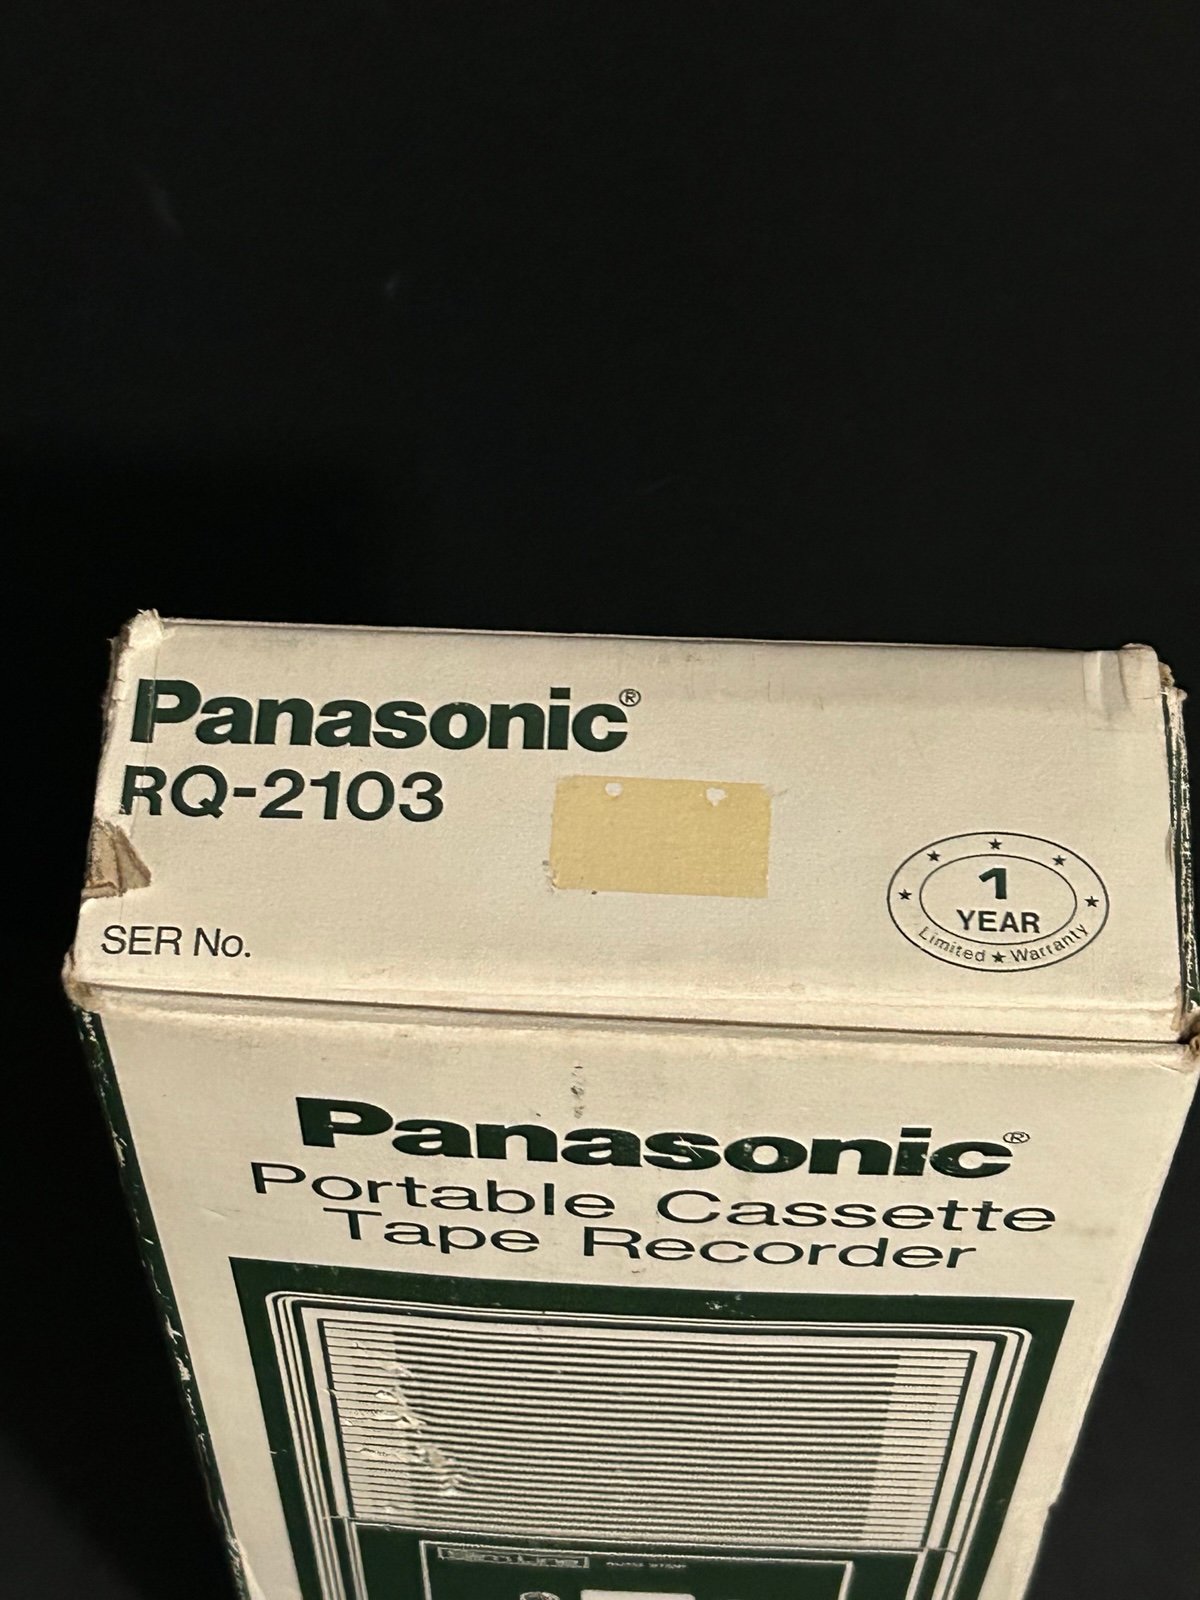 Panasonic®
RQ-2103
SER No.
1
YEAR
Limited ★ Warranty
Panasonic®
Portable Cassette
Tape Recorder